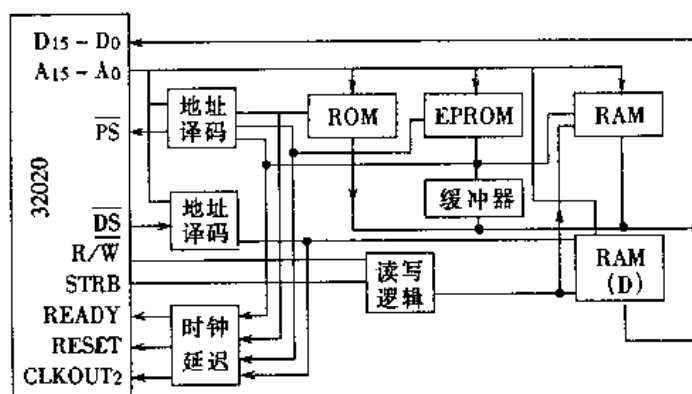 32020
D15-D0
A15-A0
PS
DS
R/W
STRB
READY
RESET
CLKOUT2
地址
译码
地址
译码
时钟
延迟
ROM
EPROM
RAM
缓冲器
读写
逻辑
RAM
(D)